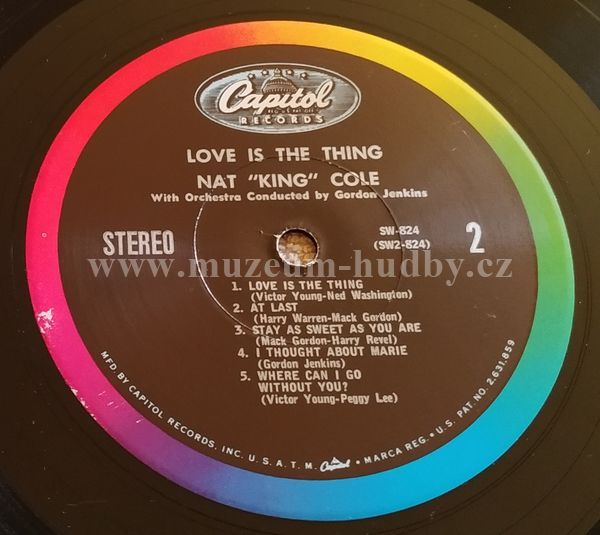 Capitol
RECORDS
LOVE IS THE THING
NAT "KING" COLE
With Orchestra Conducted by Gordon Jenkins
STEREO
SW-824
(SW2-824)
2
www.muzeum-hudby.cz
1. LOVE IS THE THING
(Victor Young-Ned Washington)
2. AT LAST
(Harry Warren-Mack Gordon)
3. STAY AS SWEET AS YOU ARE
(Mack Gordon-Harry Revel)
4. I THOUGHT ABOUT MARIE
(Gordon Jenkins)
5. WHERE CAN I GO
WITHOUT YOU?
(Victor Young-Peggy Lee)
MFD. BY CAPITOL RECORDS, INC. U. S. A. T. M. Capitol • MARCA REG. • U. S. PAT. NO. 2,631,859